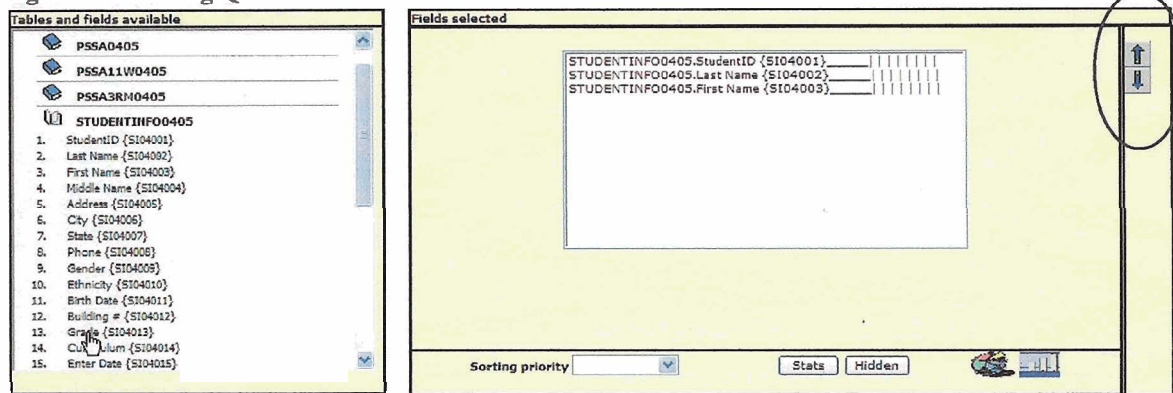 Tables and fields available
PSSA0405
PSSA11W0405
PSSA3RM0405
STUDENTINFO0405
1. StudentID {SI04001}
2. Last Name {SI04002}
3. First Name {SI04003}
4. Middle Name {SI04004}
5. Address {SI04005}
6. City {SI04006}
7. State {SI04007}
8. Phone {SI04008}
9. Gender {SI04009}
10. Ethnicity {SI04010}
11. Birth Date {SI04011}
12. Building # {SI04012}
13. Grade {SI04013}
14. {SI04014}
15. Enter Date {SI04015}
Fields selected
STUDENTINFO0405.StudentID {SI04001}_____||||||||
STUDENTINFO0405.Last Name {SI04002}_____||||||||
STUDENTINFO0405.First Name {SI04003}_____||||||||
Sorting priority
Stats
Hidden